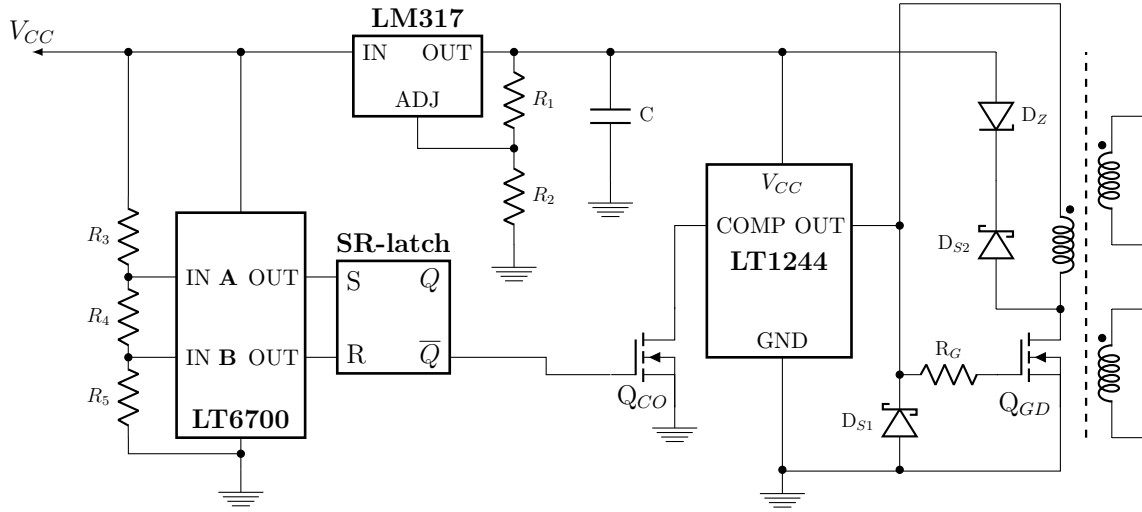 V_CC
LM317
IN OUT
ADJ
R_1
R_2
C
D_Z
V_CC
COMP OUT
LT1244
GND
D_S2
R_3
R_4
R_5
IN A OUT
IN B OUT
LT6700
SR-latch
S Q
R Q̅
Q_CO
R_G
Q_GD
D_S1